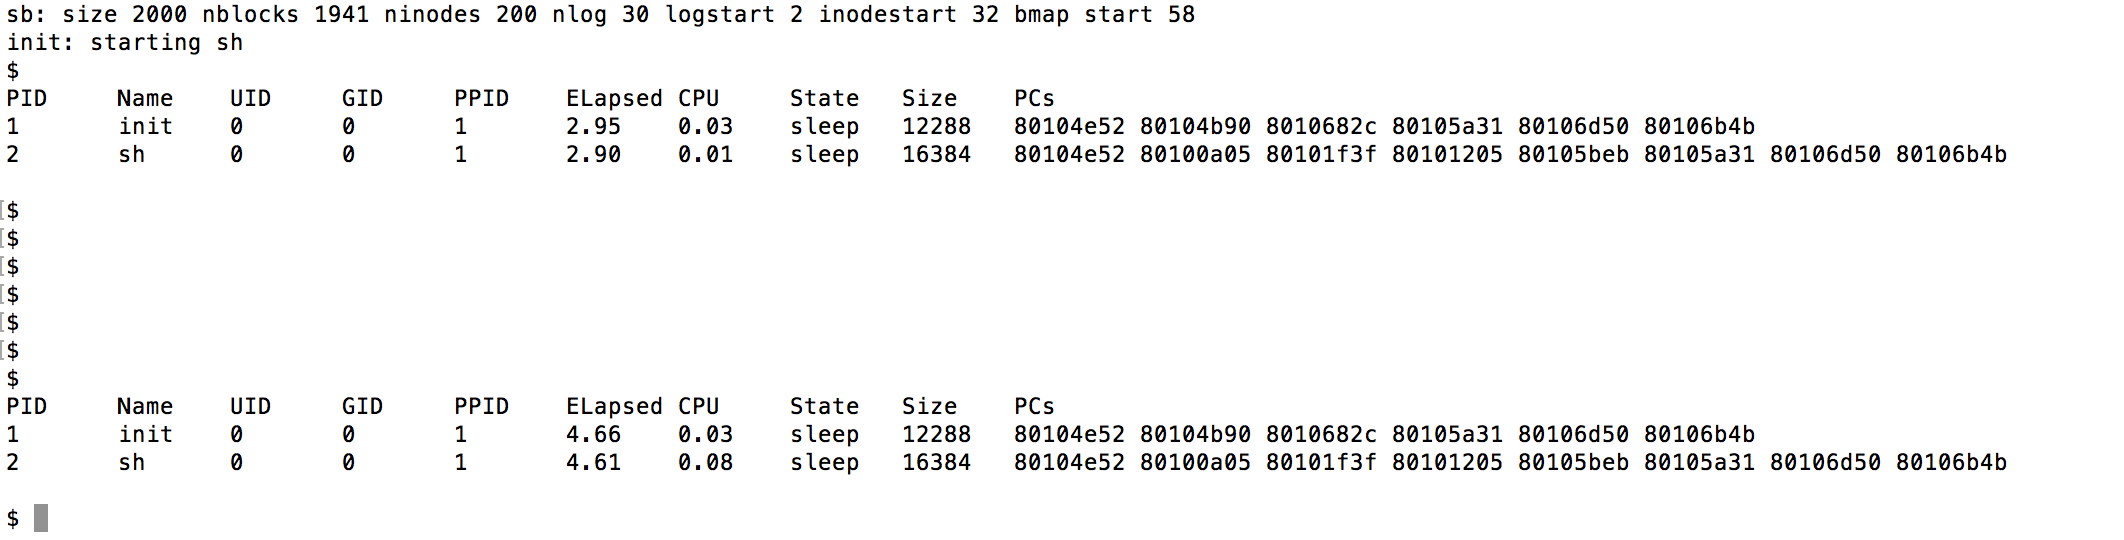 sb: size 2000 nblocks 1941 ninodes 200 nlog 30 logstart 2 inodestart 32 bmap start 58
init: starting sh
$
PID Name UID GID PPID ELapsed CPU State Size PCs
1 init 0 0 1 2.95 0.03 sleep 12288 80104e52 80104b90 8010682c 80105a31 80106d50 80106b4b
2 sh 0 0 1 2.90 0.01 sleep 16384 80104e52 80100a05 80101f3f 80101205 80105beb 80105a31 80106d50 80106b4b
[$
[$
[$
[$
[$
[$
$
PID Name UID GID PPID ELapsed CPU State Size PCs
1 init 0 0 1 4.66 0.03 sleep 12288 80104e52 80104b90 8010682c 80105a31 80106d50 80106b4b
2 sh 0 0 1 4.61 0.08 sleep 16384 80104e52 80100a05 80101f3f 80101205 80105beb 80105a31 80106d50 80106b4b
$